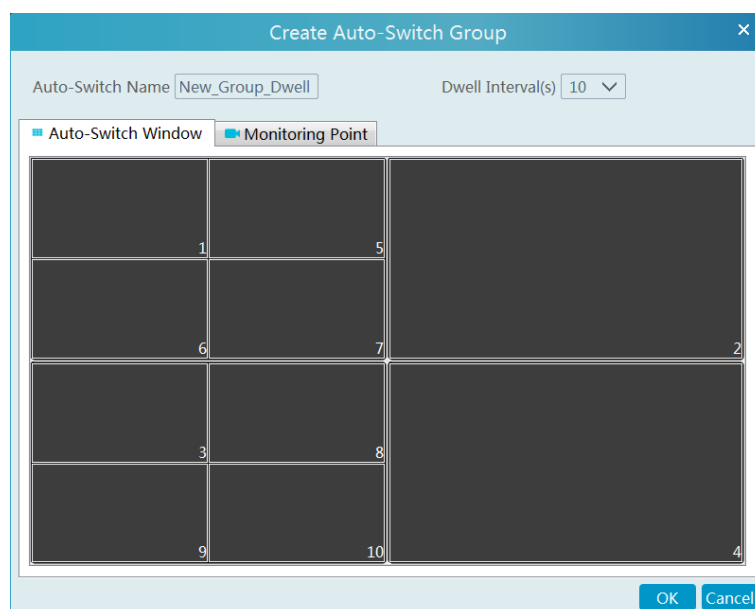 Create Auto-Switch Group
Auto-Switch Name New_Group_Dwell Dwell Interval(s) 10
Auto-Switch Window Monitoring Point
1 5
6 7 2
3 8
9 10 4
OK Cancel